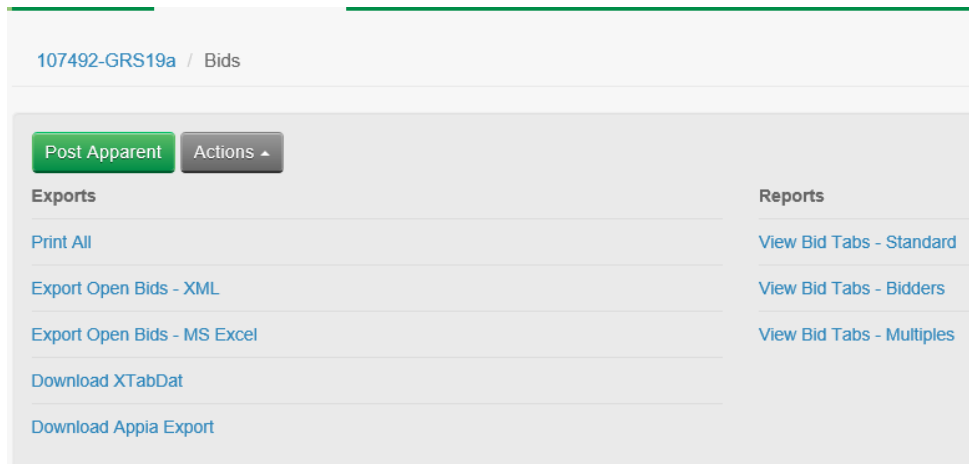 107492-GRS19a / Bids
Post Apparent
Actions
Exports
Print All
Export Open Bids - XML
Export Open Bids - MS Excel
Download XTabDat
Download Appia Export
Reports
View Bid Tabs - Standard
View Bid Tabs - Bidders
View Bid Tabs - Multiples